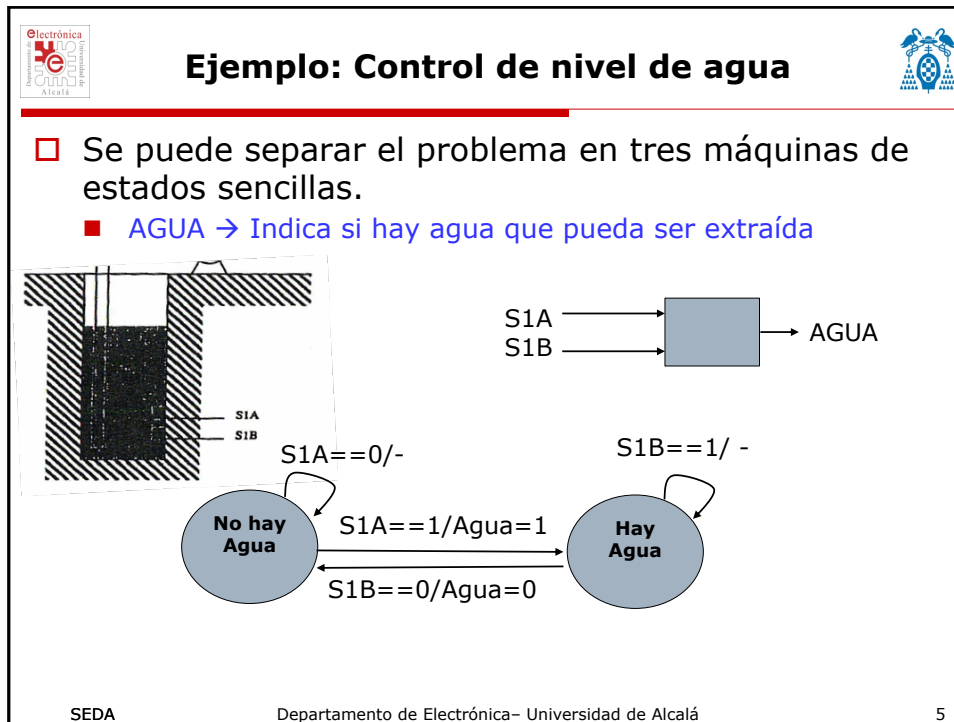 Electrónica
Departamento de
Universidad de
Alcalá
Ejemplo: Control de nivel de agua
Se puede separar el problema en tres máquinas de
estados sencillas.
AGUA → Indica si hay agua que pueda ser extraída
S1A
S1B
AGUA
S1A
S1B
S1A==0/-
S1B==1/ -
No hay
Agua
S1A==1/Agua=1
Hay
Agua
S1B==0/Agua=0
SEDA
Departamento de Electrónica– Universidad de Alcalá
5